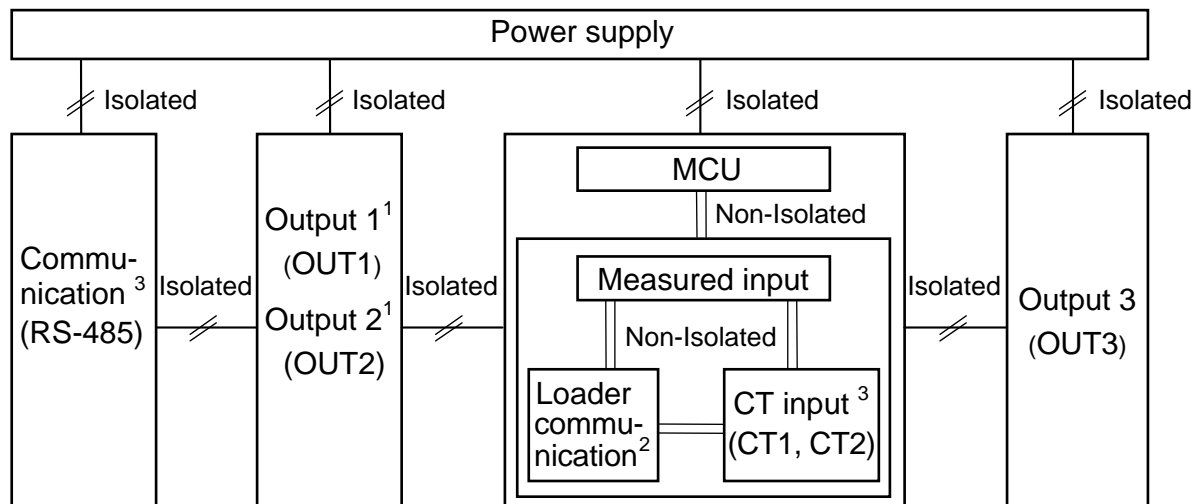 Power supply
Isolated
Isolated
Isolated
Isolated
Commu-
nication 3
(RS-485)
Isolated
Output 1¹
(OUT1)
Output 2¹
(OUT2)
Isolated
MCU
Non-Isolated
Measured input
Non-Isolated
Loader
commu-
nication²
CT input ³
(CT1, CT2)
Isolated
Output 3
(OUT3)